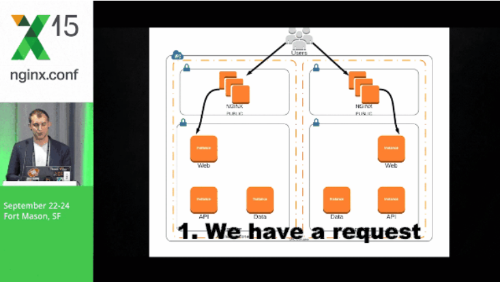 15
nginx.conf
September 22-24
Fort Mason, SF
Users
NGINX
PUBLIC
NGINX
PUBLIC
Web
Web
API
Data
Data
API
1. We have a request